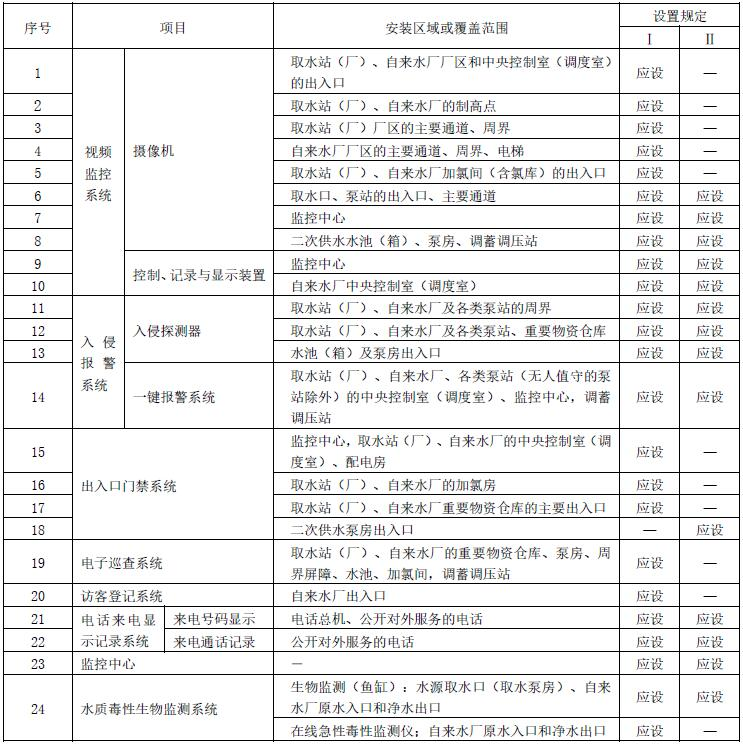 序号 项目 安装区域或覆盖范围 设置规定
Ⅰ Ⅱ
视频
监控
系统
摄像机
1 取水站（厂）、自来水厂厂区和中央控制室（调度室）
的出入口 应设 —
2 取水站（厂）、自来水厂的制高点 应设 —
3 取水站（厂）厂区的主要通道、周界 应设 —
4 自来水厂厂区的主要通道、周界、电梯 应设 —
5 取水站（厂）、自来水厂加氯间（含氯库）的出入口 应设 —
6 取水口、泵站的出入口、主要通道 应设 应设
7 监控中心 应设 应设
8 二次供水水池（箱）、泵房、调蓄调压站 应设 应设
控制、记录与显示装置
9 监控中心 应设 应设
10 自来水厂中央控制室（调度室） 应设 应设
入侵
报警
系统
入侵探测器
11 取水站（厂）、自来水厂及各类泵站的周界 应设 应设
12 取水站（厂）、自来水厂及各类泵站、重要物资仓库 应设 应设
13 水池（箱）及泵房出入口 应设 应设
14 一键报警系统 取水站（厂）、自来水厂、各类泵站（无人值守的泵
站除外）的中央控制室（调度室）、监控中心，调蓄
调压站 应设 应设
出入口门禁系统
15 监控中心，取水站（厂）、自来水厂的中央控制室（调
度室）、配电房 应设 —
16 取水站（厂）、自来水厂的加氯房 应设 —
17 取水站（厂）、自来水厂重要物资仓库的主要出入口 应设 —
18 二次供水泵房出入口 — 应设
19 电子巡查系统 取水站（厂）、自来水厂的重要物资仓库、泵房、周
界屏障、水池、加氯间，调蓄调压站 应设 —
20 访客登记系统 自来水厂出入口 应设 —
电话来电显
示记录系统
21 来电号码显示 电话总机、公开对外服务的电话 应设 应设
22 来电通话记录 公开对外服务的电话 应设 应设
23 监控中心 — 应设 应设
24 水质毒性生物监测系统 生物监测（鱼缸）：水源取水口（取水泵房）、自来
水厂原水入口和净水出口 应设 应设
在线急性毒性监测仪；自来水厂原水入口和净水出口 应设 —